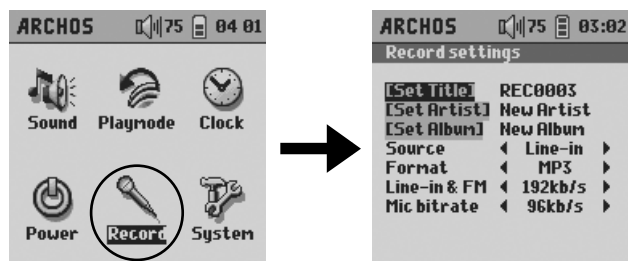 ARCHOS 75 04 01
Sound Playmode Clock
Power Record System
ARCHOS 75 03:02
Record settings
[Set Title] REC0003
[Set Artist] New Artist
[Set Album] New Album
Source Line-in
Format MP3
Line-in & FM 192kb/s
Mic bitrate 96kb/s